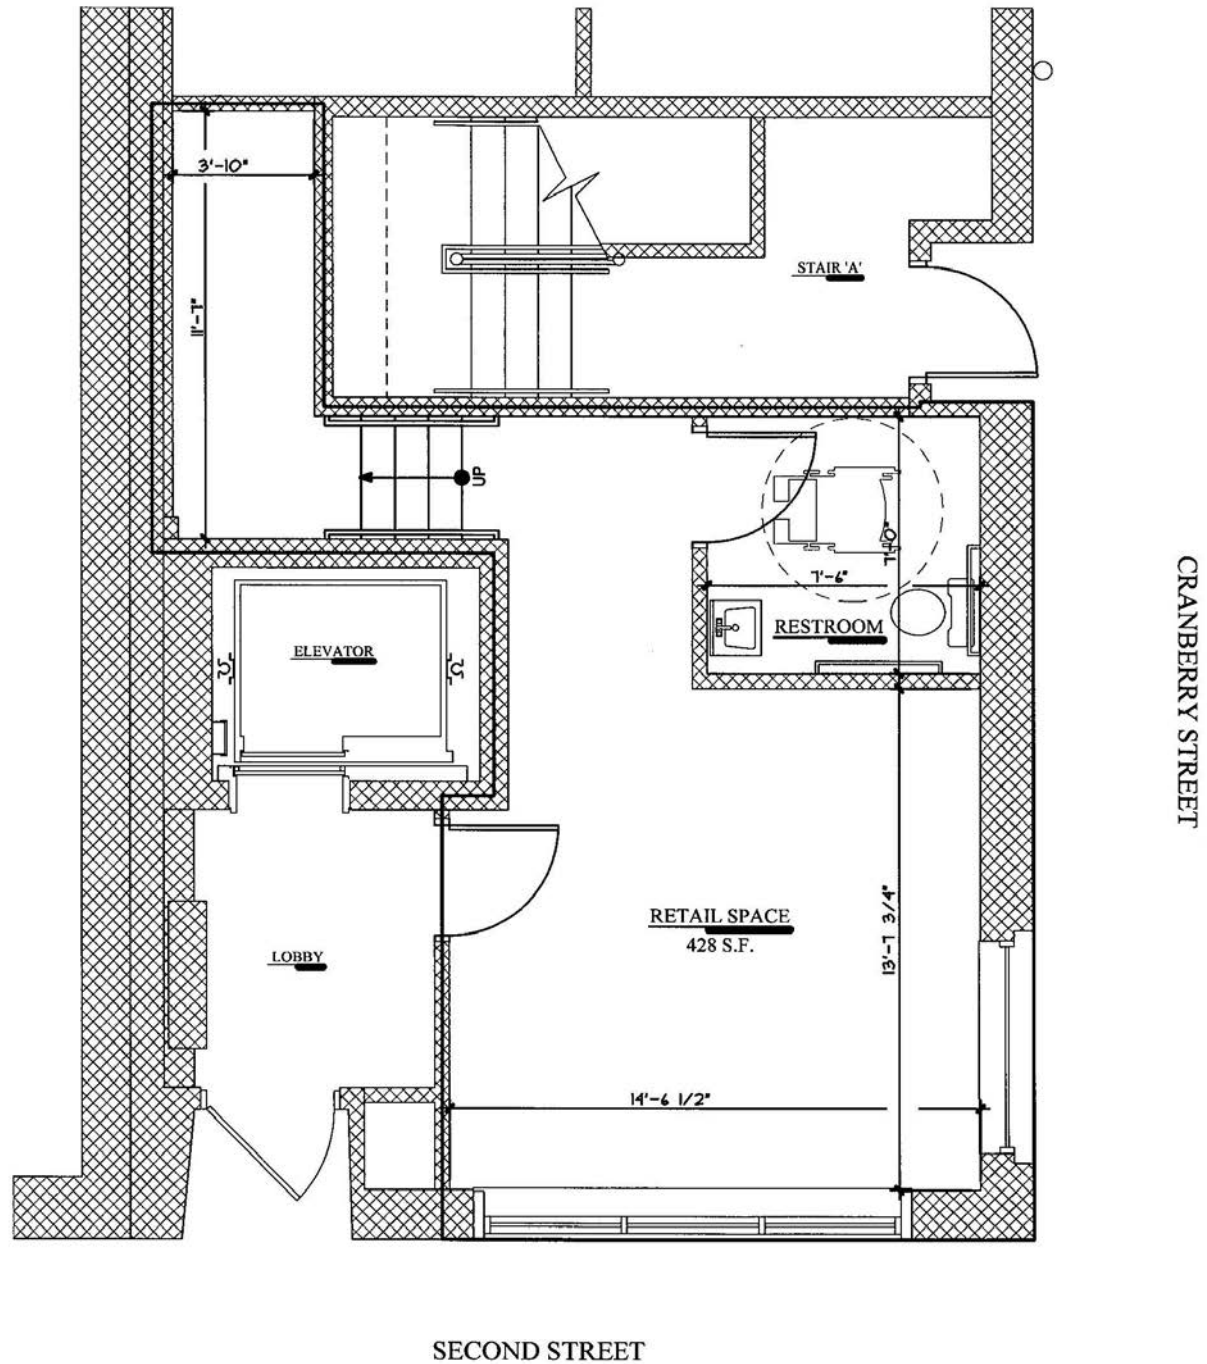 3'-10"
STAIR 'A'
11'-7"
UP
7'-0"
7'-6"
RESTROOM
ELEVATOR
CRANBERRY STREET
RETAIL SPACE
428 S.F.
13'-7 3/4"
LOBBY
14'-6 1/2"
SECOND STREET